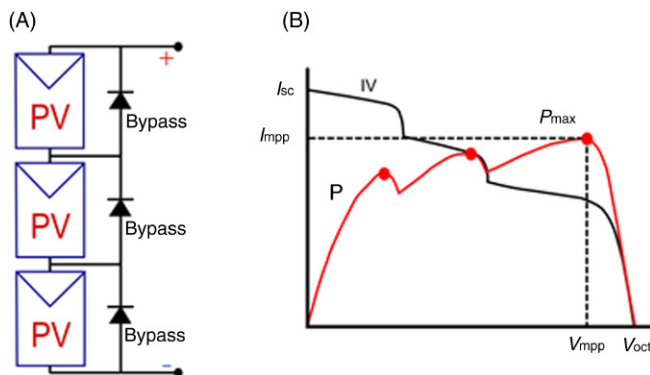 (A)
+
PV
Bypass
PV
Bypass
PV
Bypass
-
(B)
Isc
IV
Pmax
Impp
P
Vmpp
Voct